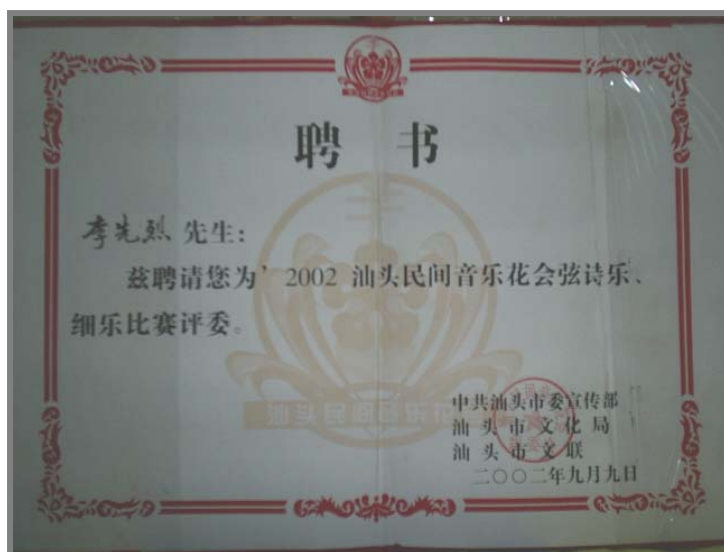 聘书
李先烈 先生:
兹聘请您为'2002 汕头民间音乐花会弦诗乐、
细乐比赛评委。
中共汕头市委宣传部
汕头市文化局
汕头市文联
二〇〇二年九月九日